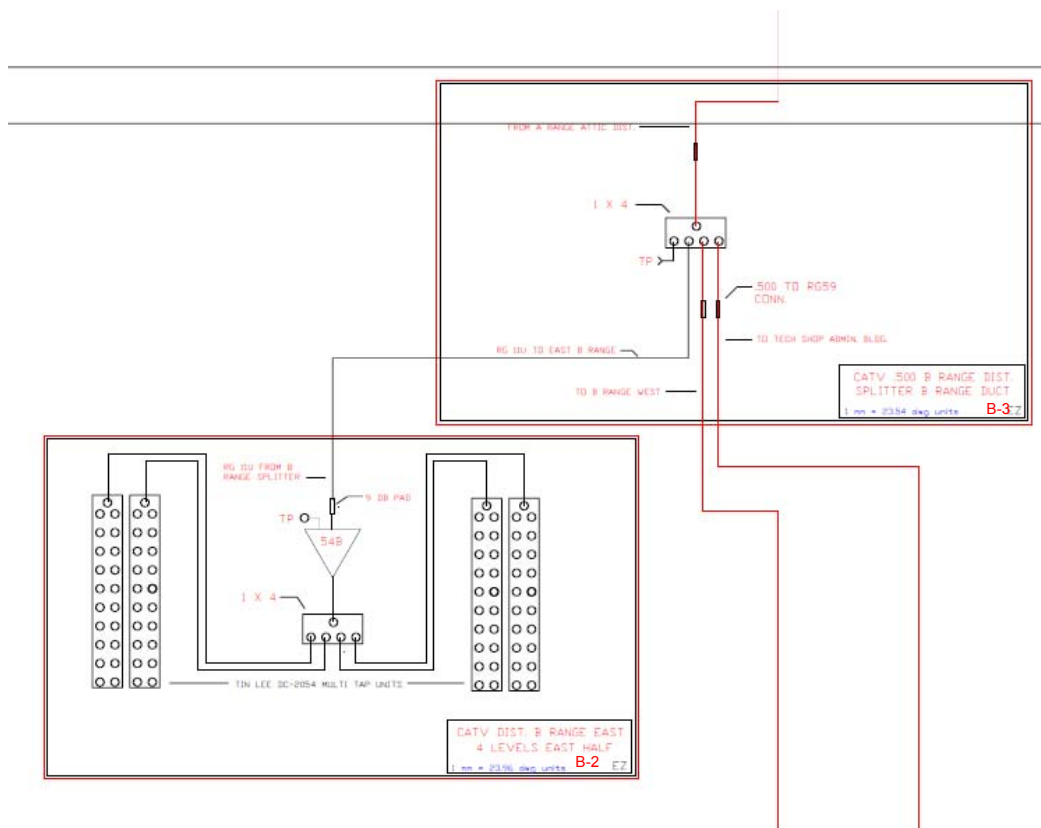 FROM A RANGE ATTIC DIST.
1 X 4
TP
.500 TO RG59
CONN.
TO TECH SHOP ADMIN. BLDG.
RG 11U TO EAST B RANGE
TO B RANGE WEST
CATV .500 B RANGE DIST.
SPLITTER B RANGE DUCT
1 mm = 23.54 dwg units
B-3
EZ
RG 11U FROM B
RANGE SPLITTER
9 DB PAD
TP
54B
1 X 4
TIN LEE DC-2054 MULTI TAP UNITS
CATV DIST. B RANGE EAST
4 LEVELS EAST HALF
1 mm = 23.96 dwg units
B-2
EZ